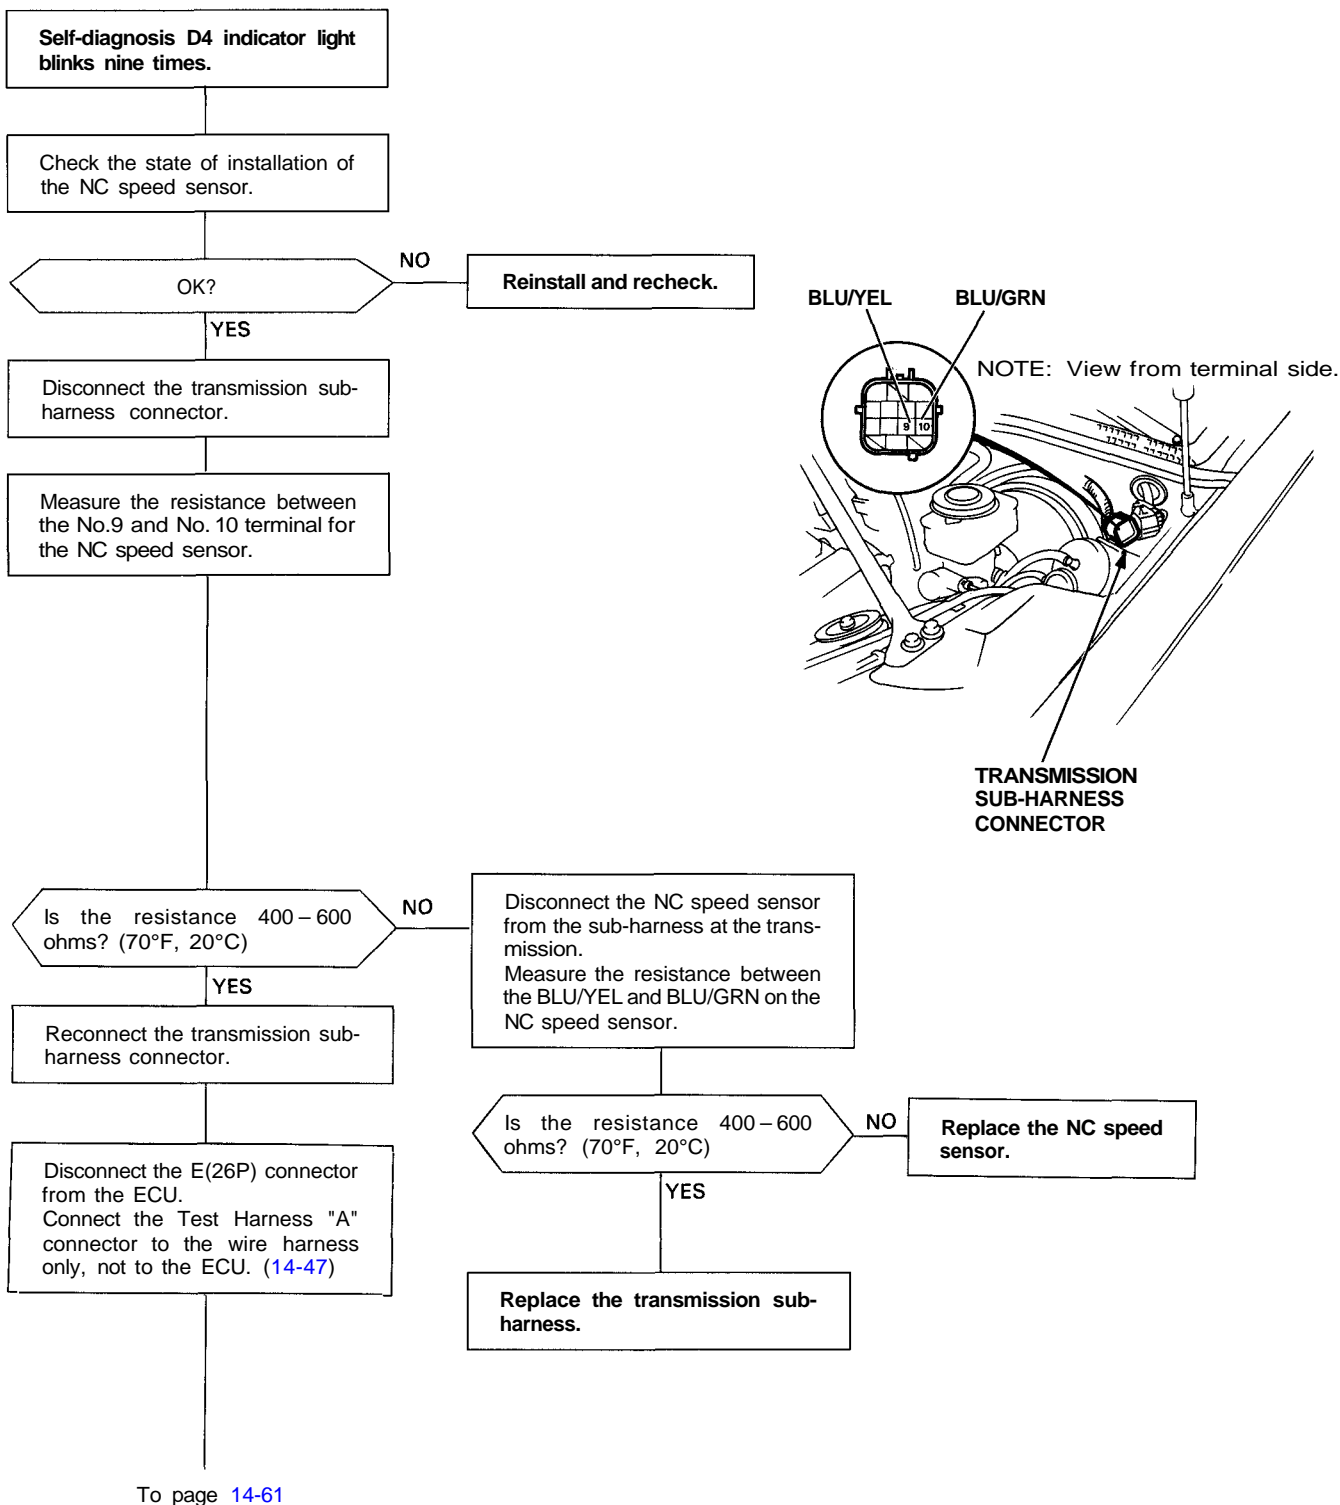 Self-diagnosis D4 indicator light
blinks nine times.
Check the state of installation of
the NC speed sensor.
OK?
NO
Reinstall and recheck.
YES
Disconnect the transmission sub-
harness connector.
Measure the resistance between
the No.9 and No. 10 terminal for
the NC speed sensor.
BLU/YEL
BLU/GRN
NOTE: View from terminal side.
9
10
TRANSMISSION
SUB-HARNESS
CONNECTOR
Is the resistance 400 – 600
ohms? (70°F, 20°C)
NO
Disconnect the NC speed sensor
from the sub-harness at the trans-
mission.
Measure the resistance between
the BLU/YEL and BLU/GRN on the
NC speed sensor.
YES
Reconnect the transmission sub-
harness connector.
Is the resistance 400 – 600
ohms? (70°F, 20°C)
NO
Replace the NC speed
sensor.
YES
Disconnect the E(26P) connector
from the ECU.
Connect the Test Harness "A"
connector to the wire harness
only, not to the ECU. (14-47)
Replace the transmission sub-
harness.
To page 14-61